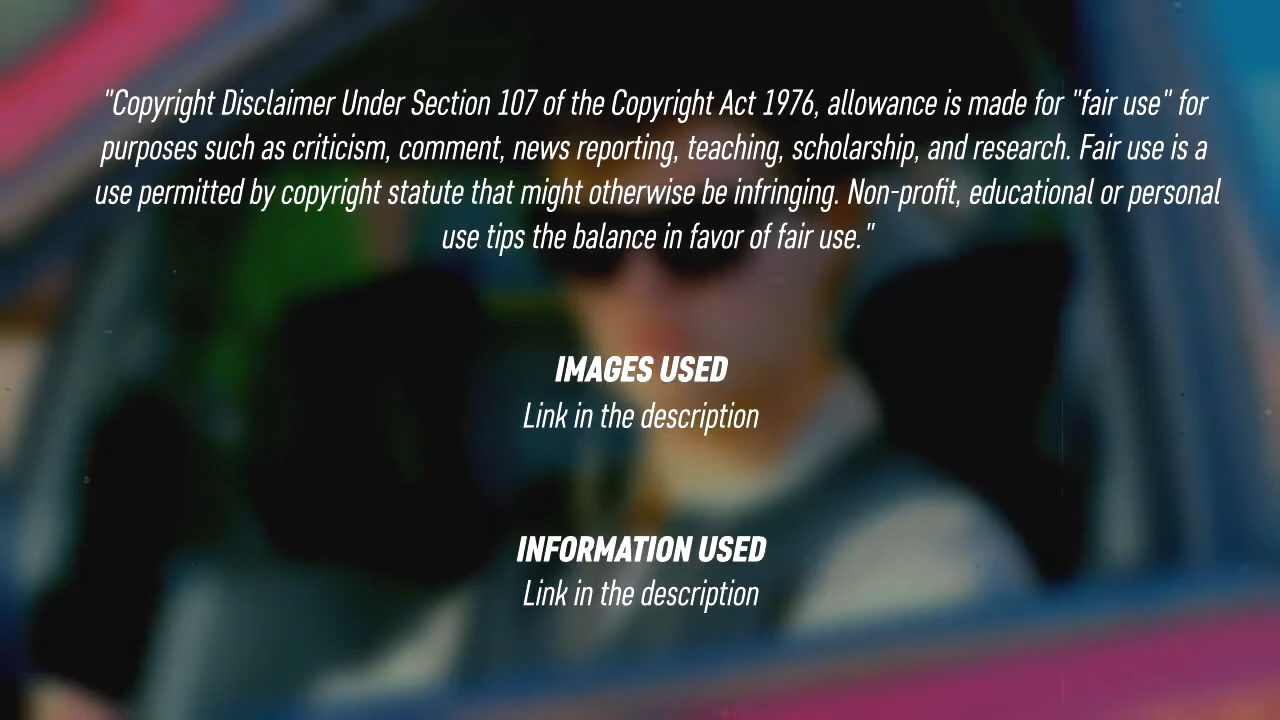 "Copyright Disclaimer Under Section 107 of the Copyright Act 1976, allowance is made for "fair use" for
purposes such as criticism, comment, news reporting, teaching, scholarship, and research. Fair use is a
use permitted by copyright statute that might otherwise be infringing. Non-profit, educational or personal
use tips the balance in favor of fair use."
IMAGES USED
Link in the description
INFORMATION USED
Link in the description